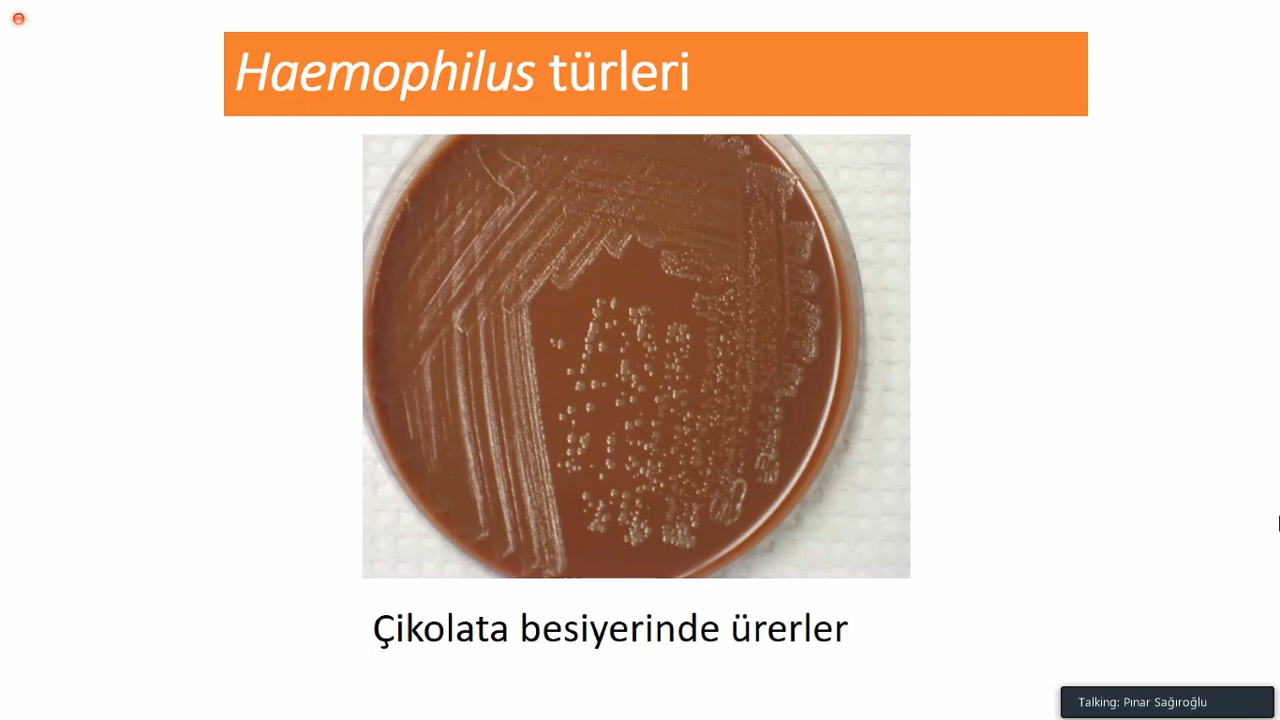 Haemophilus türleri
Çikolata besiyerinde ürerler
Talking: Pınar Sağıroğlu